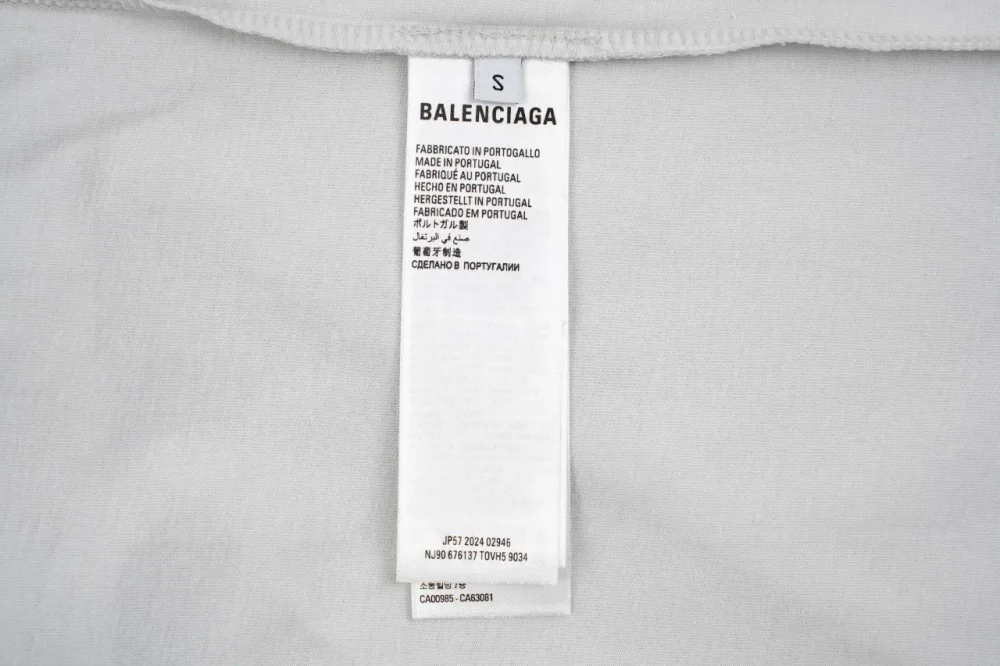 S
BALENCIAGA
FABBRICATO IN PORTOGALLO
MADE IN PORTUGAL
FABRIQUÉ AU PORTUGAL
HECHO EN PORTUGAL
HERGESTELLT IN PORTUGAL
FABRICADO EM PORTUGAL
ポルトガル製
صنع في البرتغال
葡萄牙制造
СДЕЛАНО В ПОРТУГАЛИИ
JP57 2024 02946
NJ90 676137 TOVH5 9034
CA00985 - CA63081